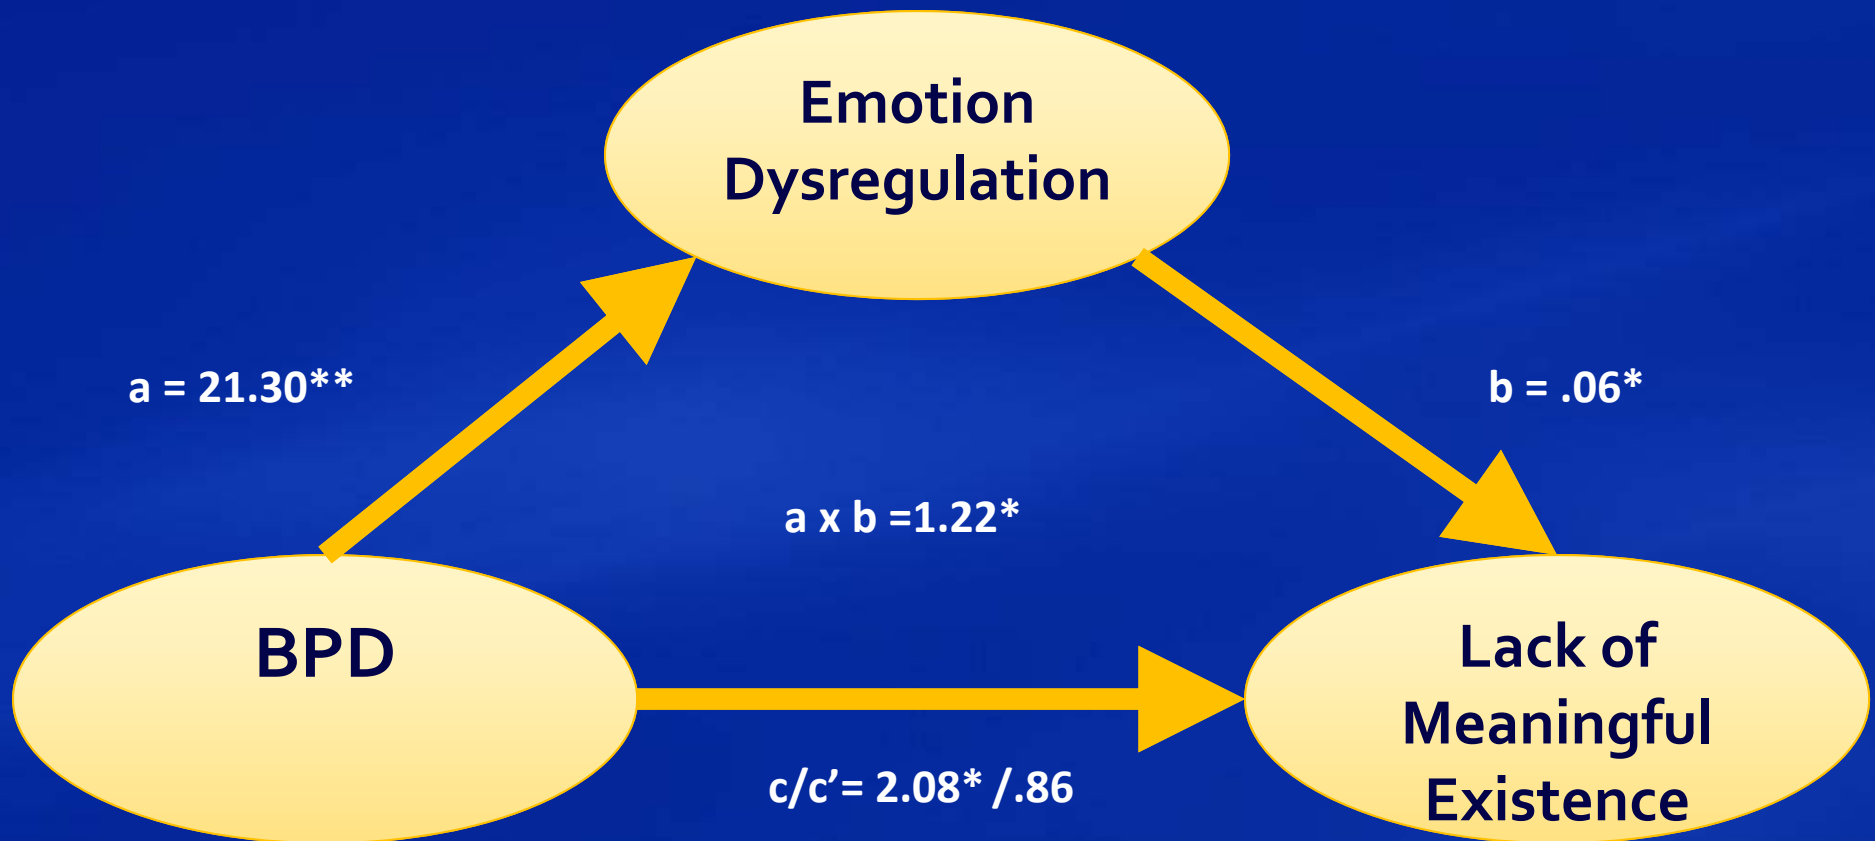 Emotion
Dysregulation
a = 21.30**
b = .06*
a x b =1.22*
BPD
Lack of
Meaningful
Existence
c/c’= 2.08* /.86